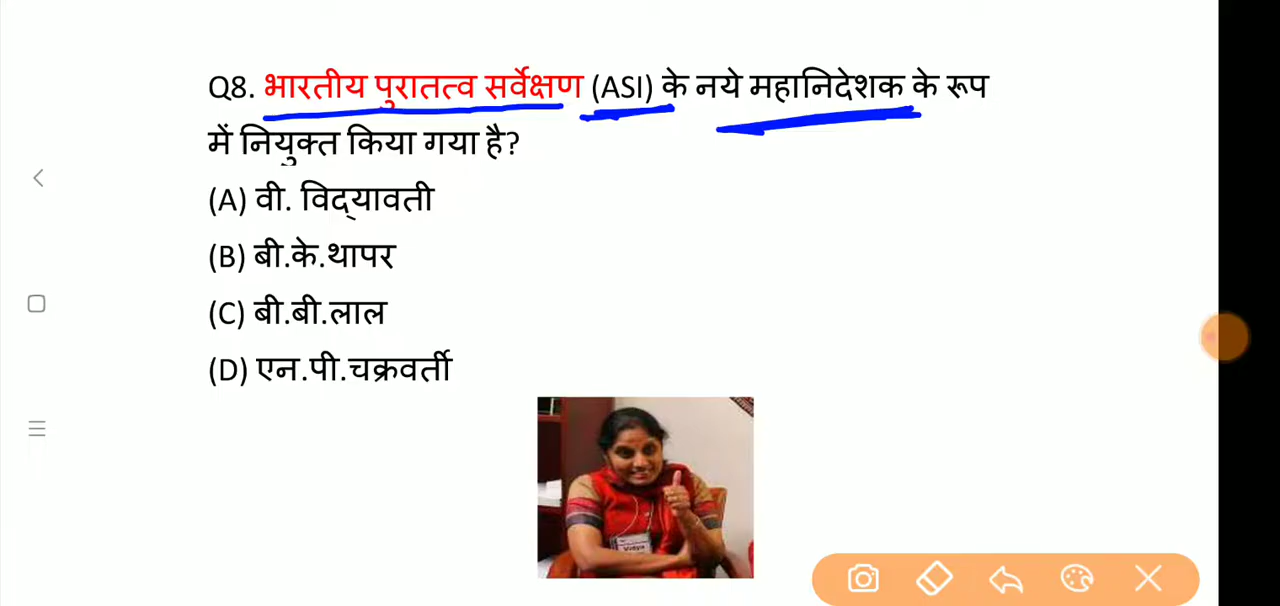 Q8. भारतीय पुरातत्व सर्वेक्षण (ASI) के नये महानिदेशक के रूप
में नियुक्त किया गया है?
(A) वी. विद्यावती
(B) बी.के.थापर
(C) बी.बी.लाल
(D) एन.पी.चक्रवर्ती